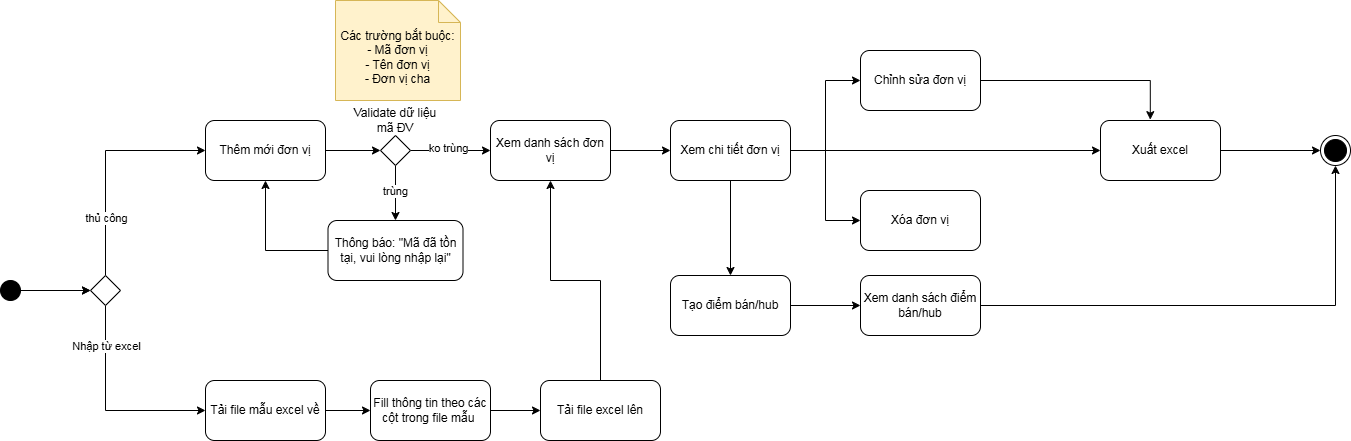 Các trường bắt buộc:
- Mã đơn vị
- Tên đơn vị
- Đơn vị cha
Validate dữ liệu
mã ĐV
Thêm mới đơn vị
ko trùng
Xem danh sách đơn
vị
Xem chi tiết đơn vị
Chỉnh sửa đơn vị
Xuất excel
trùng
thủ công
Thông báo: "Mã đã tồn
tại, vui lòng nhập lại"
Xóa đơn vị
Tạo điểm bán/hub
Xem danh sách điểm
bán/hub
Nhập từ excel
Tải file mẫu excel về
Fill thông tin theo các
cột trong file mẫu
Tải file excel lên